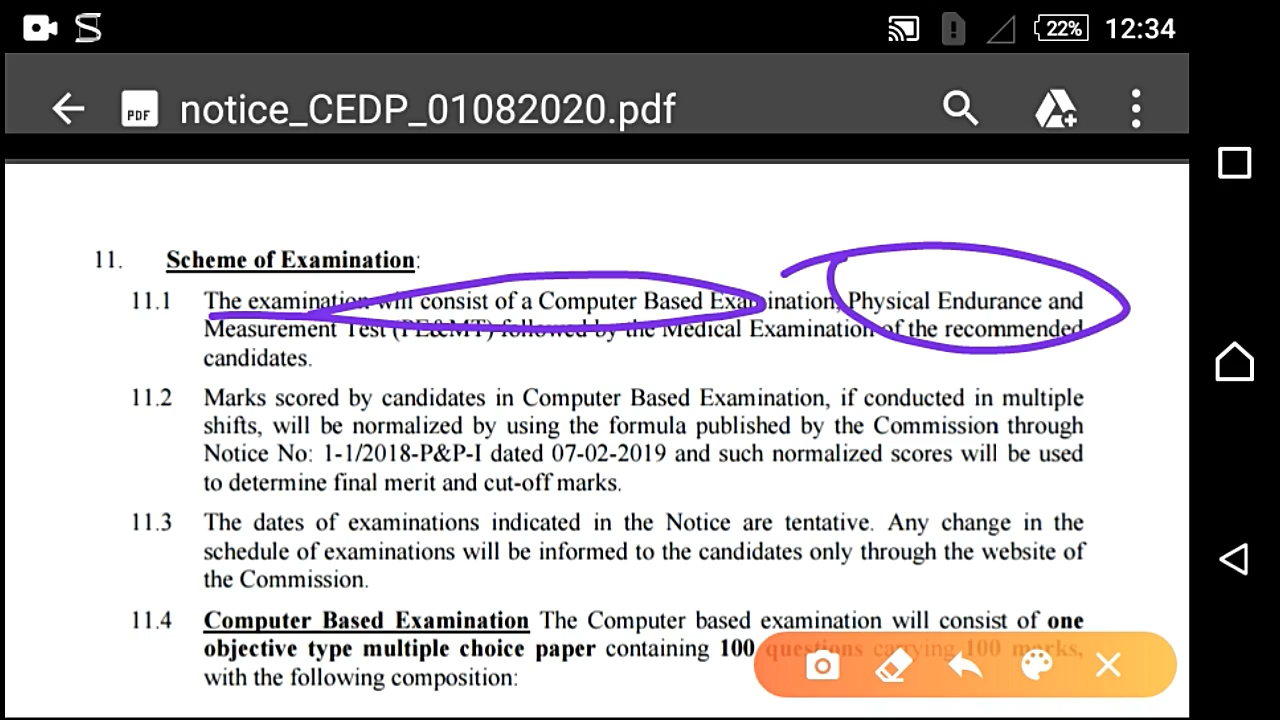 22% 12:34
PDF notice_CEDP_01082020.pdf
11. Scheme of Examination:
11.1 The examination will consist of a Computer Based Examination, Physical Endurance and
Measurement Test (PE&MT) followed by the Medical Examination of the recommended
candidates.
11.2 Marks scored by candidates in Computer Based Examination, if conducted in multiple
shifts, will be normalized by using the formula published by the Commission through
Notice No: 1-1/2018-P&P-I dated 07-02-2019 and such normalized scores will be used
to determine final merit and cut-off marks.
11.3 The dates of examinations indicated in the Notice are tentative. Any change in the
schedule of examinations will be informed to the candidates only through the website of
the Commission.
11.4 Computer Based Examination The Computer based examination will consist of one
objective type multiple choice paper containing 100 questions carrying 100 marks,
with the following composition: